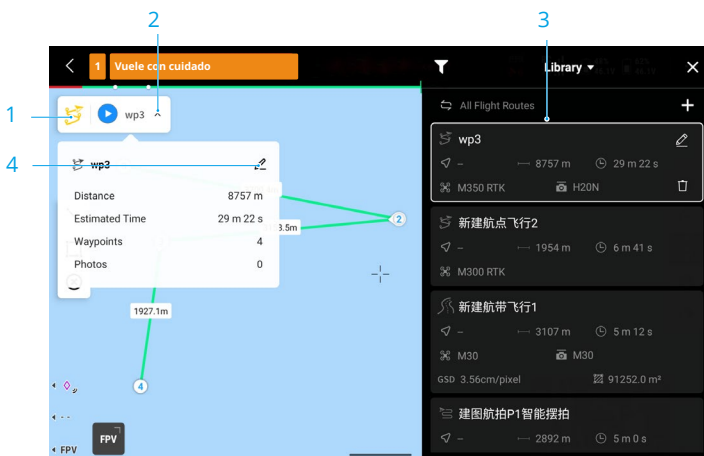 2
3
1 Vuele con cuidado
Library
1
wp3
All Flight Routes
wp3
– 8757 m 29 m 22 s
M350 RTK H20N
4
wp3
Distance 8757 m
Estimated Time 29 m 22 s
Waypoints 4
Photos 0
3.5m
2
1927.1m
4
FPV
FPV
新建航点飞行2
– 1954 m 6 m 41 s
M300 RTK
新建航带飞行1
– 3107 m 5 m 12 s
M30 M30
GSD 3.56cm/pixel 91252.0 m²
建图航拍P1智能摆拍
– 2892 m 5 m 0 s